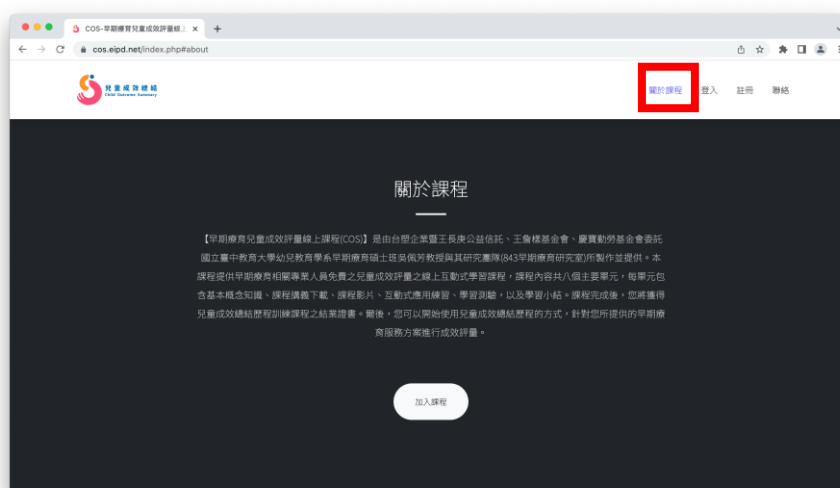 COS-早期療育兒童成效評量線上
cos.eipd.net/index.php#about
兒童成效總結
Child Outcome Summary
關於課程
登入
註冊
聯絡
關於課程
【早期療育兒童成效評量線上課程(COS)】是由台塑企業暨王長庚公益信託、王詹樣基金會、慶寶勤勞基金會委託
國立臺中教育大學幼兒教育學系早期療育碩士班吳佩芳教授與其研究團隊(843早期療育研究室)所製作並提供。本
課程提供早期療育相關專業人員免費之兒童成效評量之線上互動式學習課程，課程內容共八個主要單元，每單元包
含基本概念知識、課程講義下載、課程影片、互動式應用練習、學習測驗，以及學習小結。課程完成後，您將獲得
兒童成效總結歷程訓練課程之結業證書。爾後，您可以開始使用兒童成效總結歷程的方式，針對您所提供的早期療
育服務方案進行成效評量。
加入課程